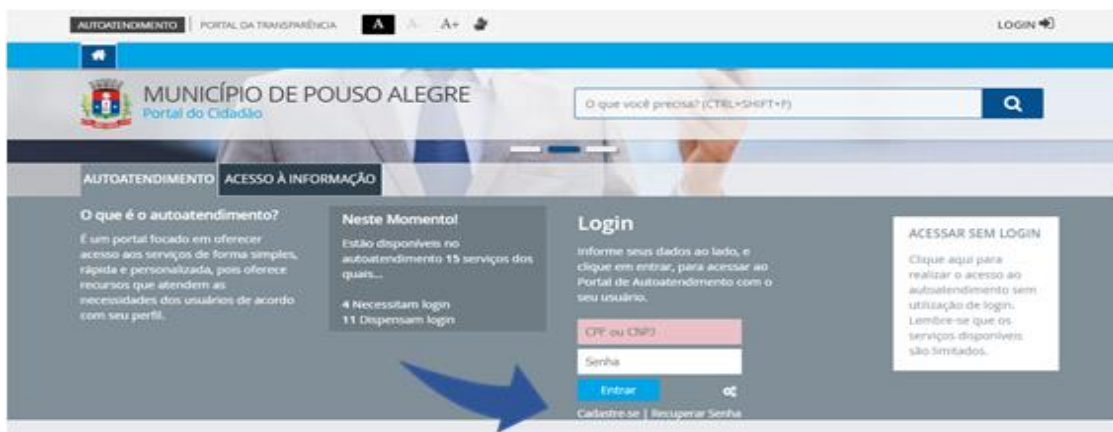 AUTOATENDIMENTO | PORTAL DA TRANSPARÊNCIA A A- A+ LOGIN
MUNICÍPIO DE POUSO ALEGRE
Portal do Cidadão
O que você precisa? (CTRL+SHIFT+F)
AUTOATENDIMENTO ACESSO À INFORMAÇÃO
O que é o autoatendimento?
É um portal focado em oferecer
acesso aos serviços de forma simples,
rápida e personalizada, pois oferece
recursos que atendem as
necessidades dos usuários de acordo
com seu perfil.
Neste Momento!
Estão disponíveis no
autoatendimento 15 serviços dos
quais...
4 Necessitam login
11 Dispensam login
Login
Informe seus dados ao lado, e
clique em entrar, para acessar ao
Portal de Autoatendimento com o
seu usuário.
CPF ou CNPJ
Senha
Entrar
Cadastre-se | Recuperar Senha
ACESSAR SEM LOGIN
Clique aqui para
realizar o acesso ao
autoatendimento sem
utilização de login.
Lembre-se que os
serviços disponíveis
são limitados.